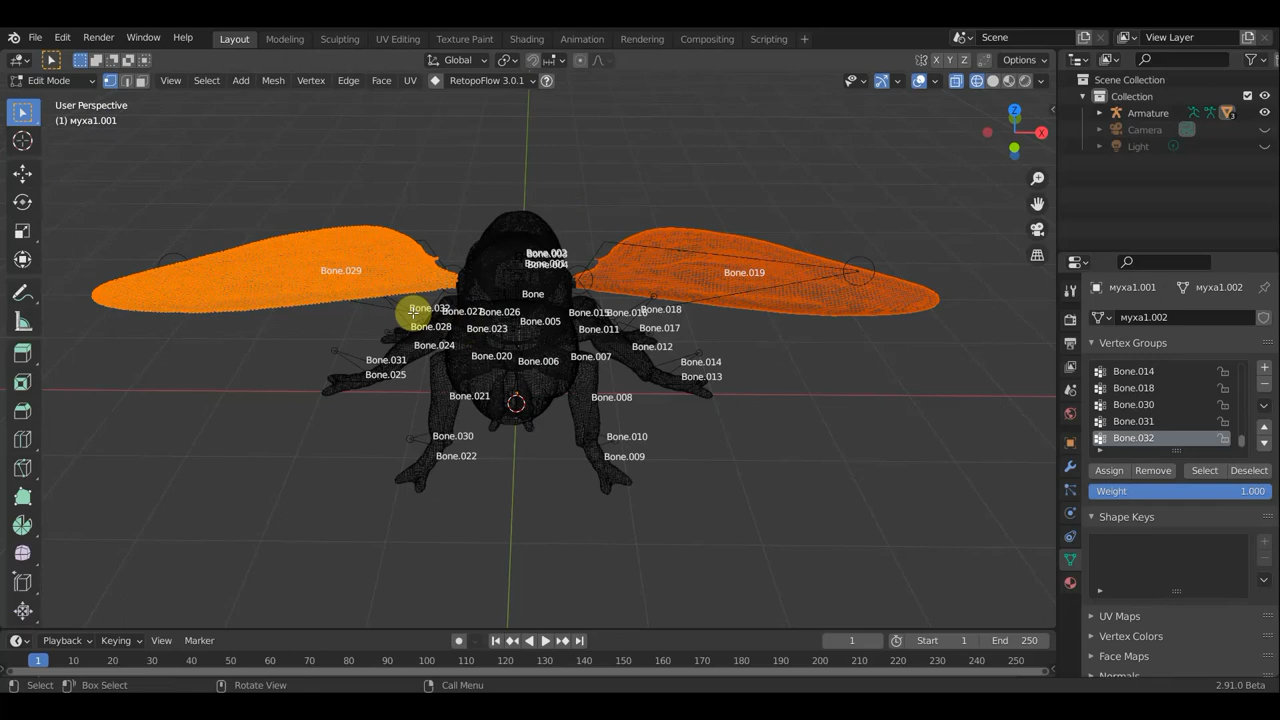 File Edit Render Window Help
Layout Modeling Sculpting UV Editing Texture Paint Shading Animation Rendering Compositing Scripting +
Scene
View Layer
Global
X Y Z
Options
Edit Mode
View Select Add Mesh Vertex Edge Face UV
RetopoFlow 3.0.1
User Perspective
(1) муха1.001
Z
X
Scene Collection
Collection
Armature
3
Camera
Light
Bone.029
Bone.019
Bone.003
Bone
Bone.032
Bone.026
Bone.005
Bone.018
Bone.028
Bone.023
Bone.011
Bone.017
Bone.024
Bone.012
Bone.031
Bone.020
Bone.006
Bone.007
Bone.014
Bone.025
Bone.013
Bone.021
Bone.008
Bone.030
Bone.010
Bone.022
Bone.009
муха1.001
муха1.002
муха1.002
Vertex Groups
Bone.014
Bone.018
Bone.030
Bone.031
Bone.032
Assign Remove Select Deselect
Weight 1.000
Shape Keys
UV Maps
Vertex Colors
Face Maps
Normals
Playback Keying View Marker
1
Start 1
End 250
1 10 20 30 40 50 60 70 80 90 100 110 120 130 140 150 160 170 180 190 200 210 220 230 240 250
Select Box Select Rotate View Call Menu 2.91.0 Beta